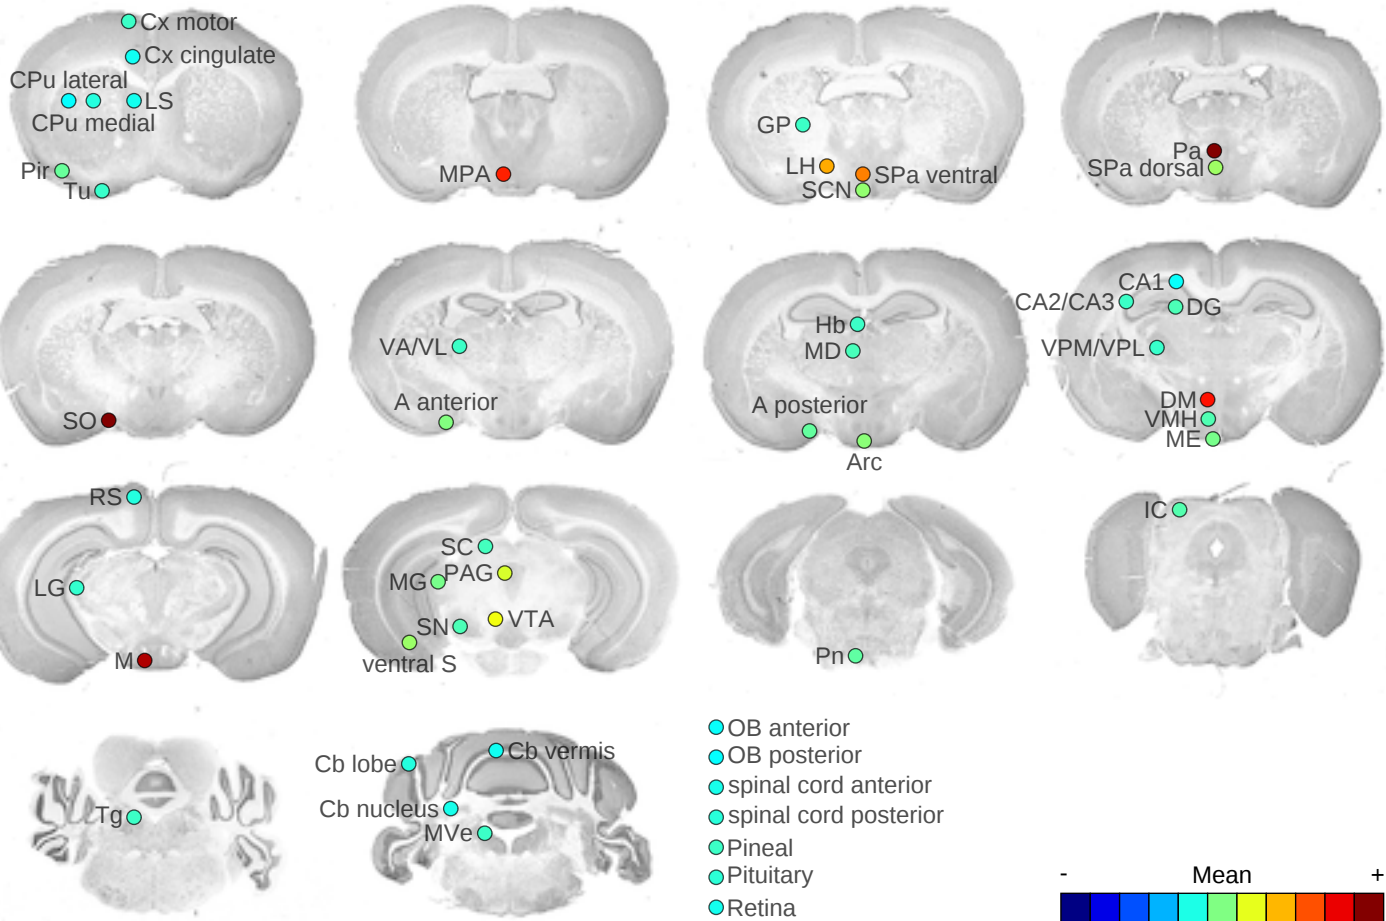 Cx motor
Cx cingulate
CPu lateral
LS
CPu medial
Pir
Tu
MPA
GP
LH
SPa ventral
SCN
Pa
SPa dorsal
SO
VA/VL
A anterior
Hb
MD
A posterior
Arc
CA1
CA2/CA3
DG
VPM/VPL
DM
VMH
ME
RS
LG
M
SC
MG
PAG
SN
VTA
ventral S
Pn
IC
Tg
Cb lobe
Cb vermis
Cb nucleus
MVe
OB anterior
OB posterior
spinal cord anterior
spinal cord posterior
Pineal
Pituitary
Retina
- Mean +